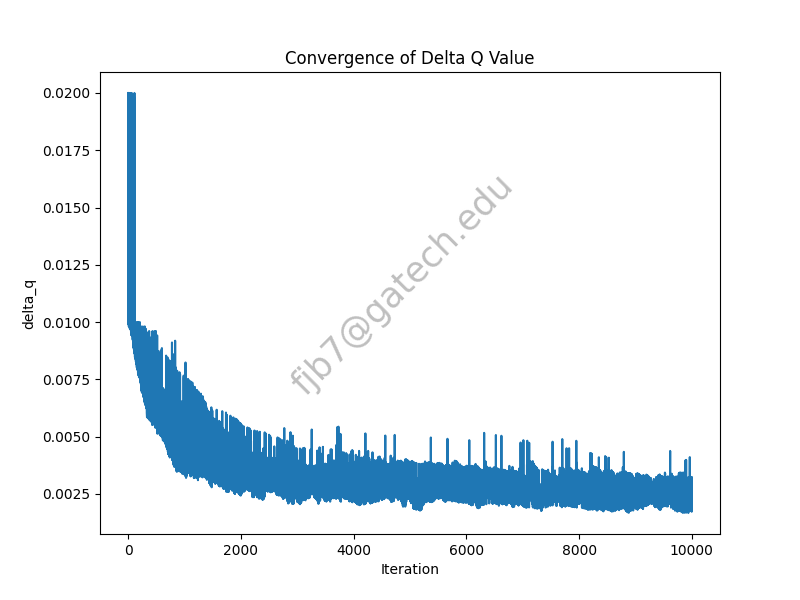 Convergence of Delta Q Value
0.0200
0.0175
0.0150
0.0125
0.0100
0.0075
0.0050
0.0025
delta_q
fjb7@gatech.edu
0 2000 4000 6000 8000 10000
Iteration